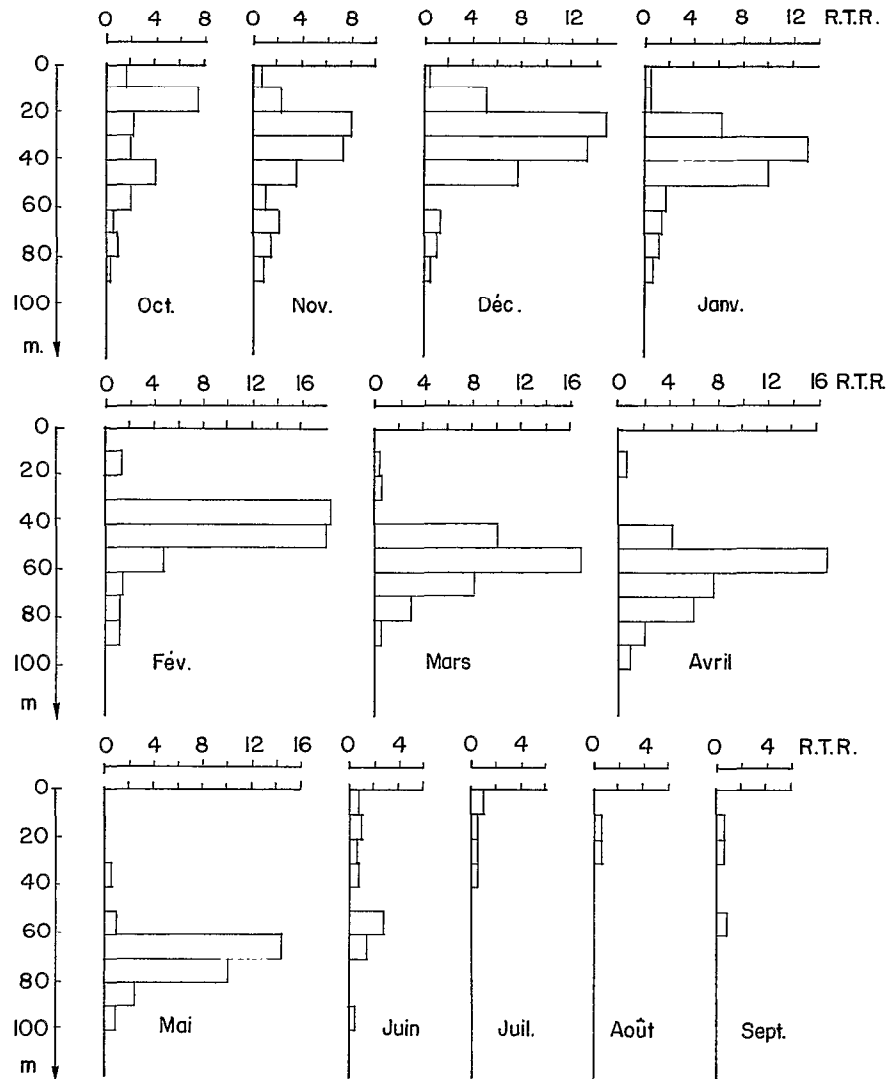 0 4 8 0 4 8 0 4 8 12 0 4 8 12 R.T.R.
0
20
40
60
80
100
m.
Oct. Nov. Déc. Janv.
0 4 8 12 16 0 4 8 12 16 0 4 8 12 16 R.T.R.
0
20
40
60
80
100
m
Fév. Mars Avril
0 4 8 12 16 0 4 0 4 0 4 0 4 R.T.R.
0
20
40
60
80
100
m
Mai Juin Juil. Août Sept.